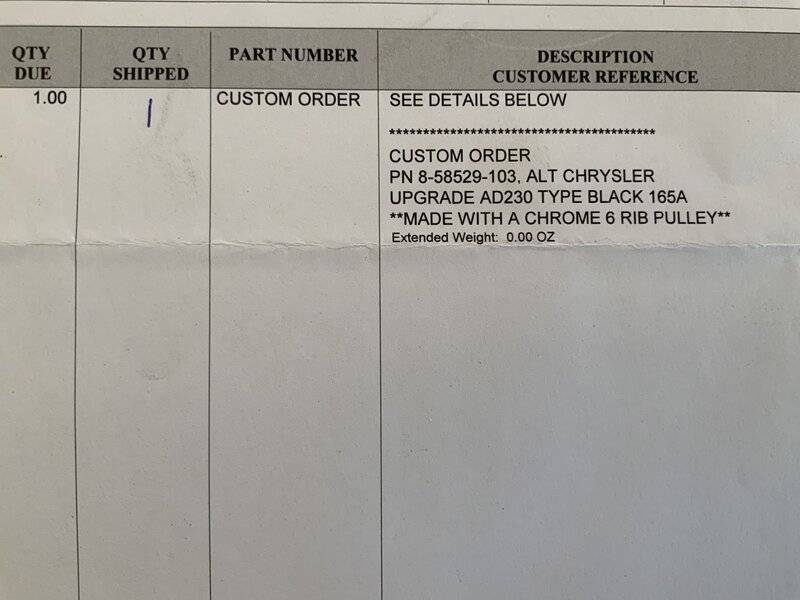 QTY DUE
QTY SHIPPED
PART NUMBER
DESCRIPTION
CUSTOMER REFERENCE
1.00
1
CUSTOM ORDER
SEE DETAILS BELOW
****************************************
CUSTOM ORDER
PN 8-58529-103, ALT CHRYSLER
UPGRADE AD230 TYPE BLACK 165A
**MADE WITH A CHROME 6 RIB PULLEY**
Extended Weight: 0.00 OZ